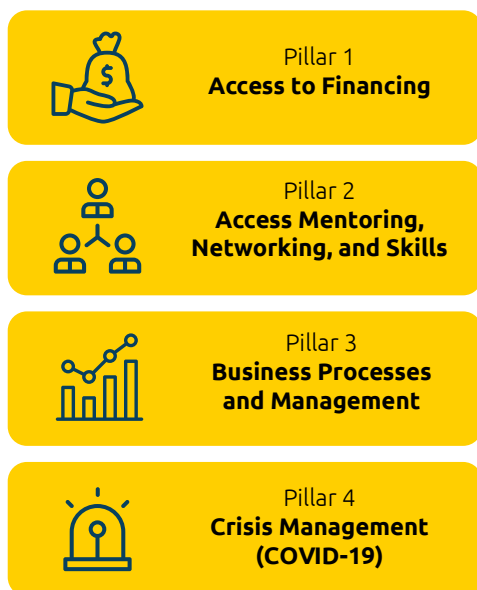 $
Pillar 1
Access to Financing
Pillar 2
Access Mentoring,
Networking, and Skills
Pillar 3
Business Processes
and Management
Pillar 4
Crisis Management
(COVID-19)